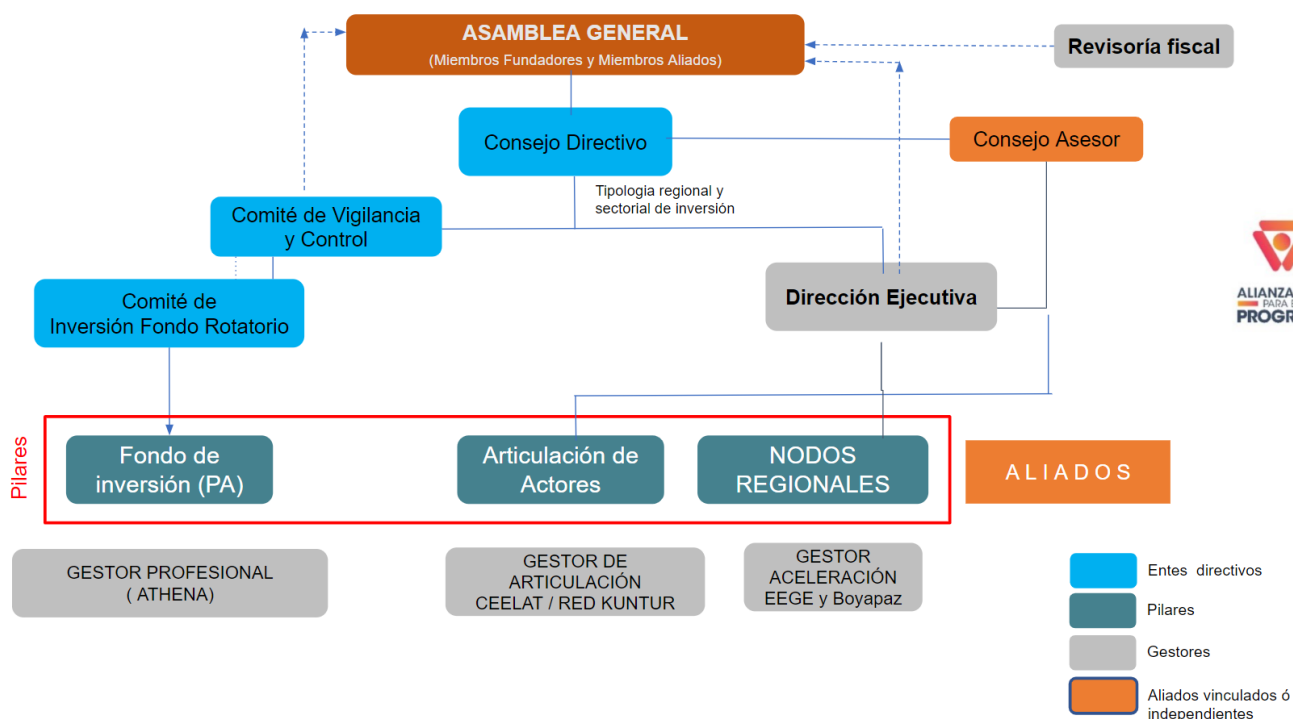 ASAMBLEA GENERAL
(Miembros Fundadores y Miembros Aliados)
Revisoría fiscal
Consejo Directivo
Consejo Asesor
Tipologia regional y
sectorial de inversión
Comité de Vigilancia
y Control
Comité de
Inversión Fondo Rotatorio
Dirección Ejecutiva
ALIANZA
PARA E
PROGR
Pilares
Fondo de
inversión (PA)
Articulación de
Actores
NODOS
REGIONALES
ALIADOS
GESTOR PROFESIONAL
( ATHENA)
GESTOR DE
ARTICULACIÓN
CEELAT / RED KUNTUR
GESTOR
ACELERACIÓN
EEGE y Boyapaz
Entes directivos
Pilares
Gestores
Aliados vinculados ó
independientes